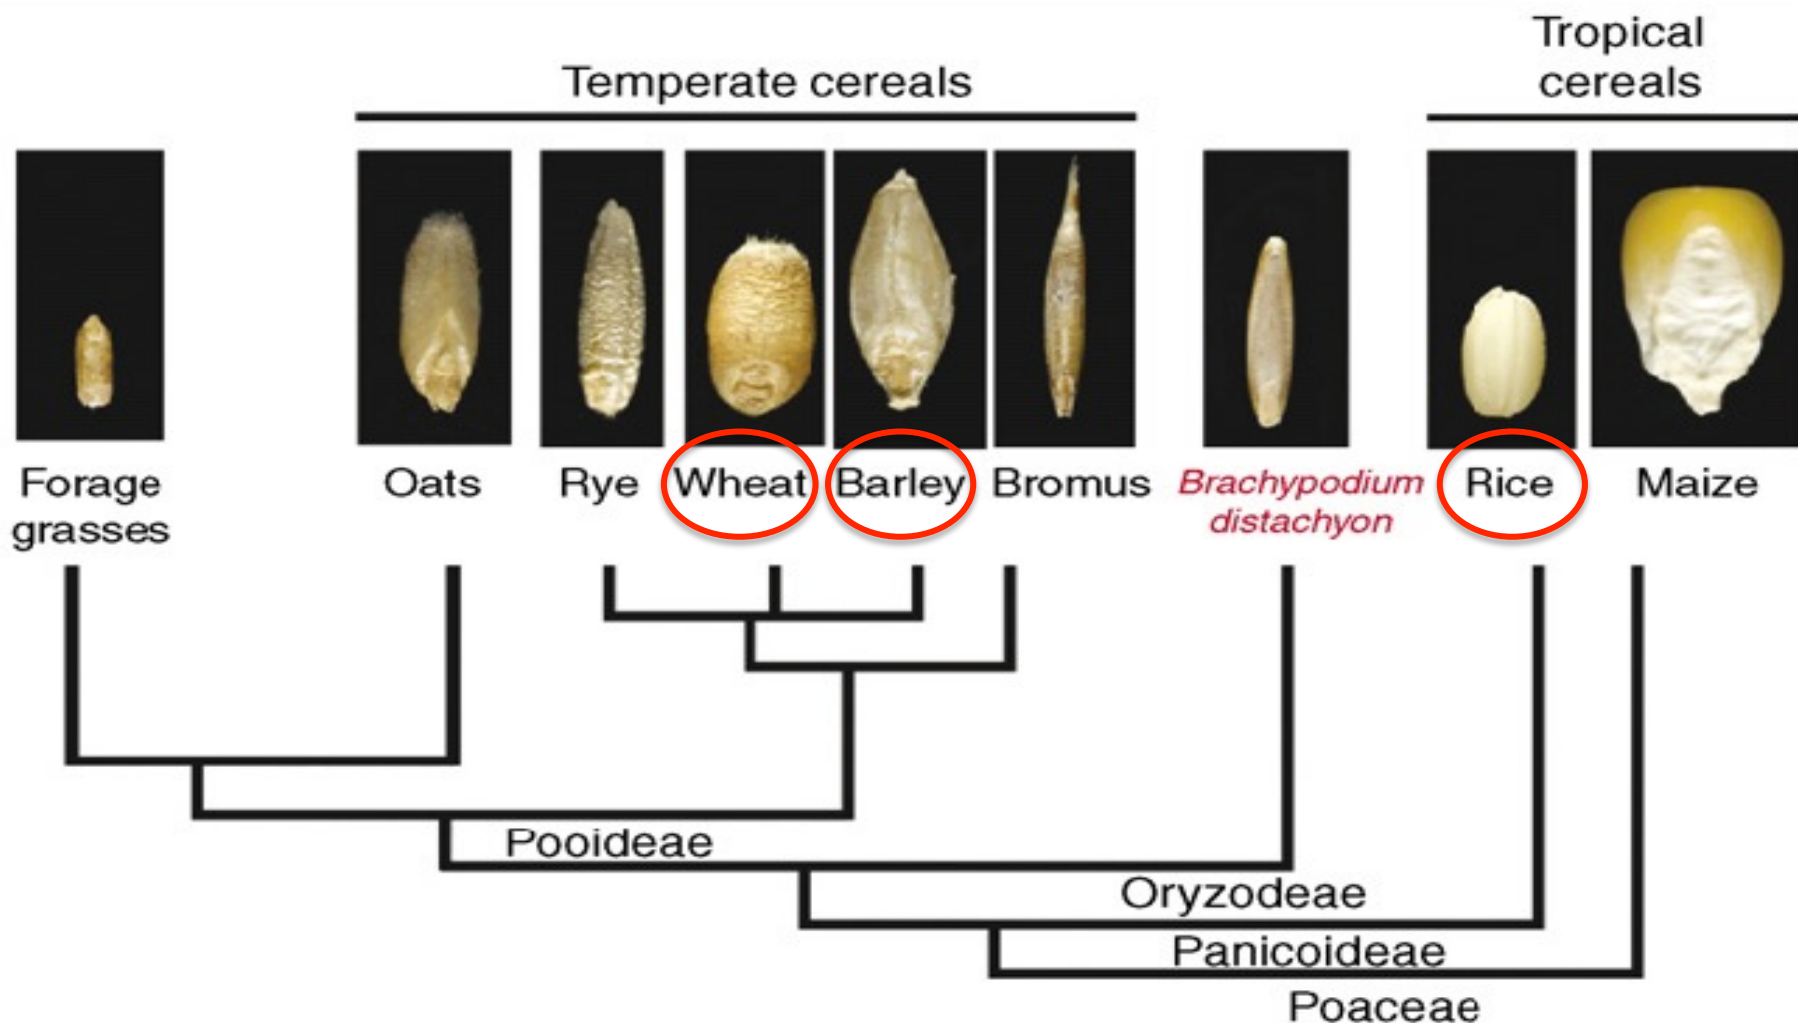 Temperate cereals
Tropical
cereals
Forage
grasses
Oats
Rye
Wheat
Barley
Bromus
Brachypodium
distachyon
Rice
Maize
Pooideae
Oryzodeae
Panicoideae
Poaceae